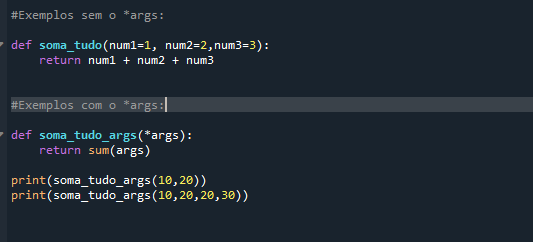 #Exemplos sem o *args:
def soma_tudo(num1=1, num2=2,num3=3):
return num1 + num2 + num3
#Exemplos com o *args:
def soma_tudo_args(*args):
return sum(args)
print(soma_tudo_args(10,20))
print(soma_tudo_args(10,20,20,30))